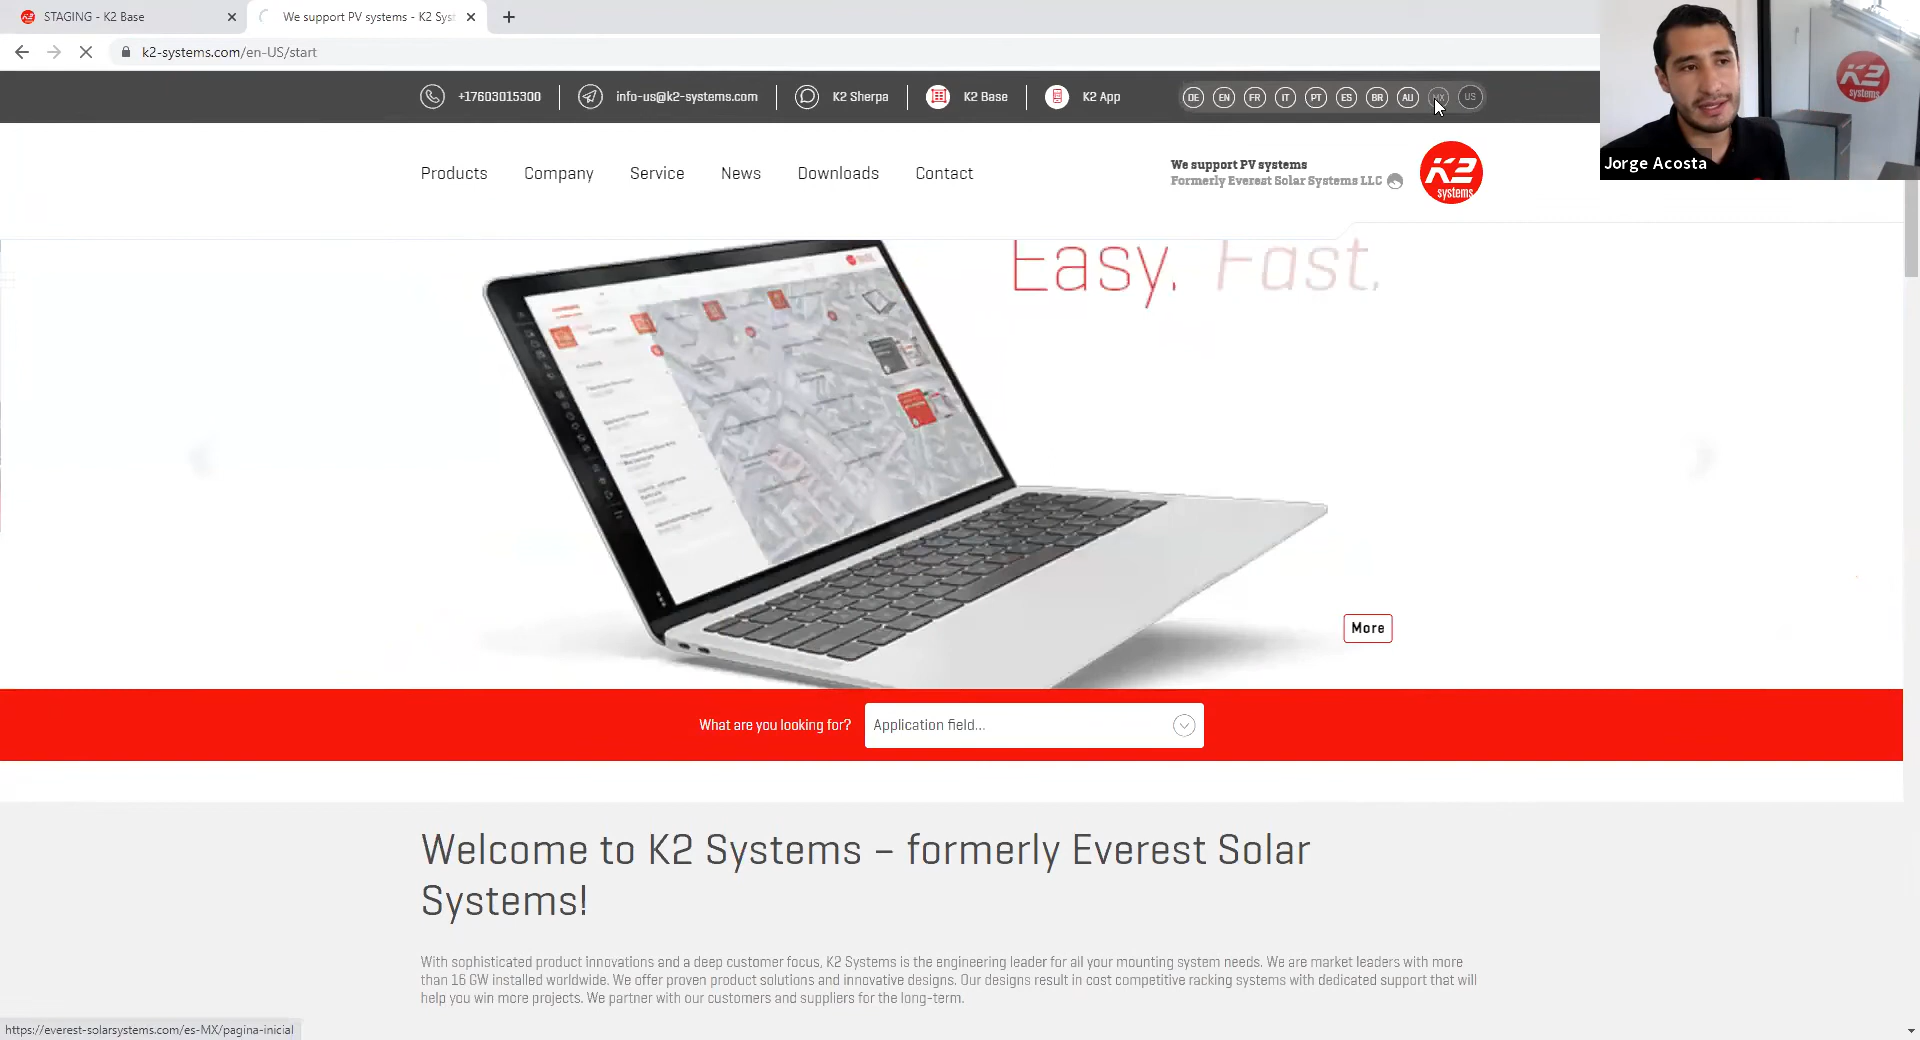 STAGING - K2 Base
We support PV systems - K2 Sys
k2-systems.com/en-US/start
+17603015300
info-us@k2-systems.com
K2 Sherpa
K2 Base
K2 App
DE EN FR IT PT ES BR AU MX US
K2
systems
Jorge Acosta
Products
Company
Service
News
Downloads
Contact
We support PV systems
Formerly Everest Solar Systems LLC
K2
systems
Easy. Fast.
More
What are you looking for?
Application field...
Welcome to K2 Systems – formerly Everest Solar
Systems!
With sophisticated product innovations and a deep customer focus, K2 Systems is the engineering leader for all your mounting system needs. We are market leaders with more
than 16 GW installed worldwide. We offer proven product solutions and innovative designs. Our designs result in cost competitive racking systems with dedicated support that will
help you win more projects. We partner with our customers and suppliers for the long-term.
https://everest-solarsystems.com/es-MX/pagina-inicial